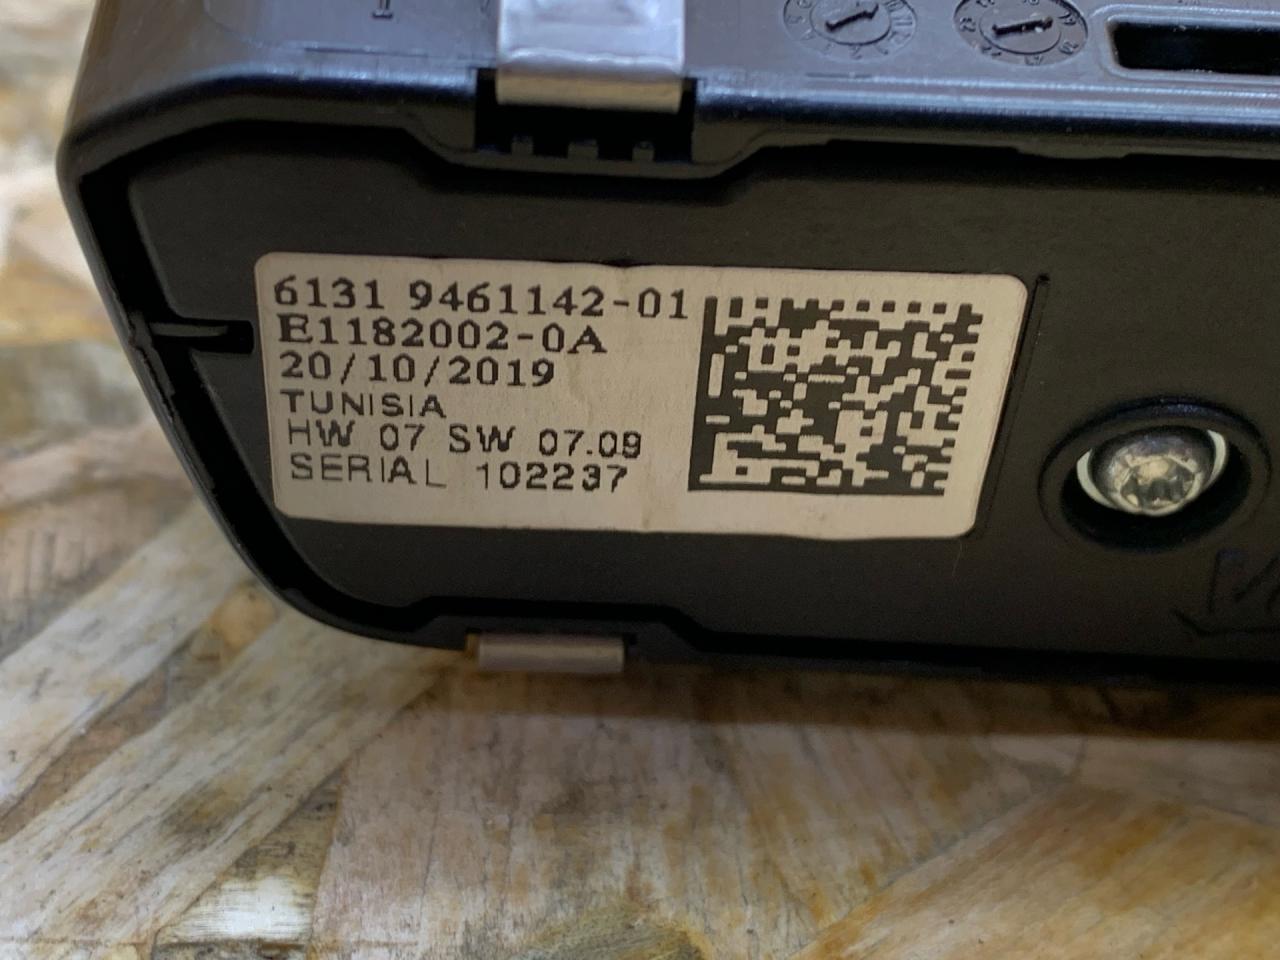 6131 9461142-01
E1182002-0A
20/10/2019
TUNISIA
HW 07 SW 07.09
SERIAL 102237